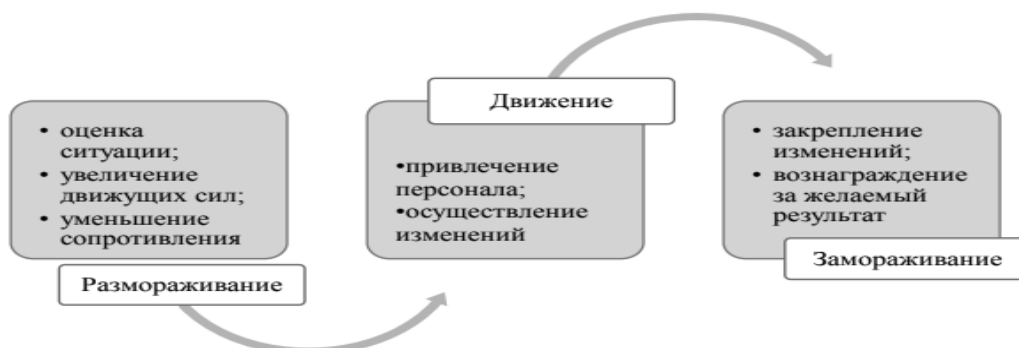 • оценка
ситуации;
• увеличение
движущих сил;
• уменьшение
сопротивления
Размораживание
Движение
•привлечение
персонала;
•осуществление
изменений
• закрепление
изменений;
• вознаграждение
за желаемый
результат
Замораживание